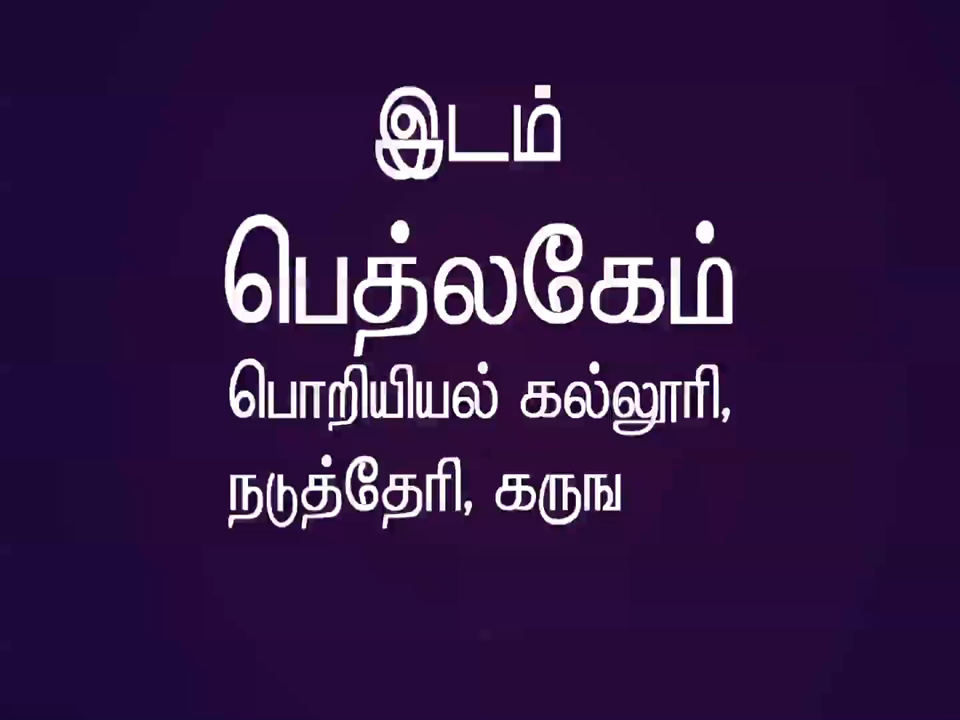 இடம்
பெத்லகேம்
பொறியியல் கல்லூரி,
நடுத்தேரி, கருங